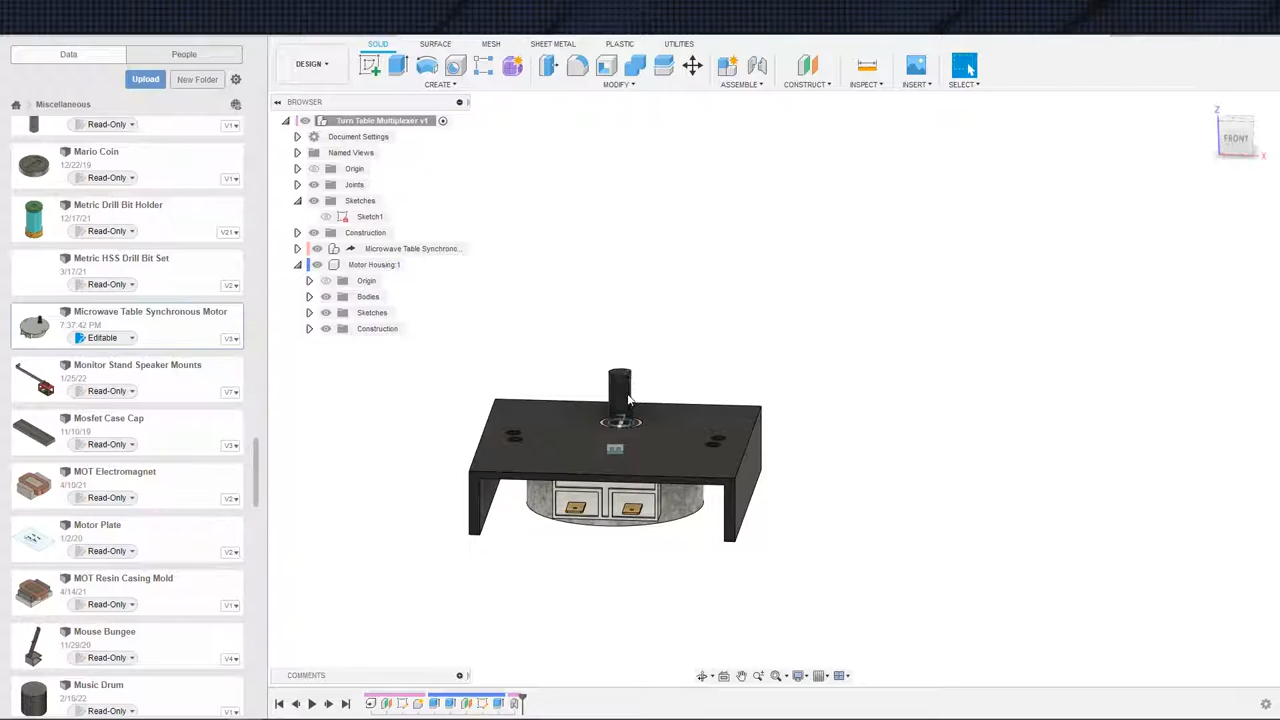 Data
People
Upload
New Folder
Miscellaneous
Read-Only
V1
Mario Coin
12/22/19
Read-Only
V1
Metric Drill Bit Holder
12/17/21
Read-Only
V21
Metric HSS Drill Bit Set
3/17/21
Read-Only
V2
Microwave Table Synchronous Motor
7:37:42 PM
Editable
V3
Monitor Stand Speaker Mounts
1/25/22
Read-Only
V7
Mosfet Case Cap
11/10/19
Read-Only
V3
MOT Electromagnet
4/10/21
Read-Only
V2
Motor Plate
1/2/20
Read-Only
V2
MOT Resin Casing Mold
4/14/21
Read-Only
V1
Mouse Bungee
11/29/20
Read-Only
V4
Music Drum
2/16/22
Read-Only
V1
SOLID
SURFACE
MESH
SHEET METAL
PLASTIC
UTILITIES
DESIGN
CREATE
MODIFY
ASSEMBLE
CONSTRUCT
INSPECT
INSERT
SELECT
BROWSER
Turn Table Multiplexer v1
Document Settings
Named Views
Origin
Joints
Sketches
Sketch1
Construction
Microwave Table Synchrono...
Motor Housing:1
Origin
Bodies
Sketches
Construction
Z
FRONT
X
COMMENTS